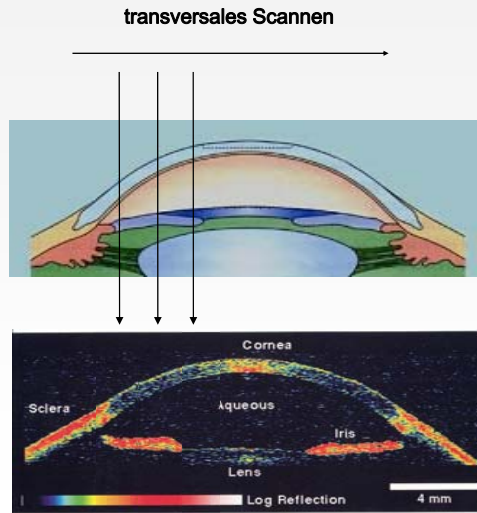 transversales Scannen
Cornea
Sclera
Aqueous
Iris
Lens
Log Reflection
4 mm